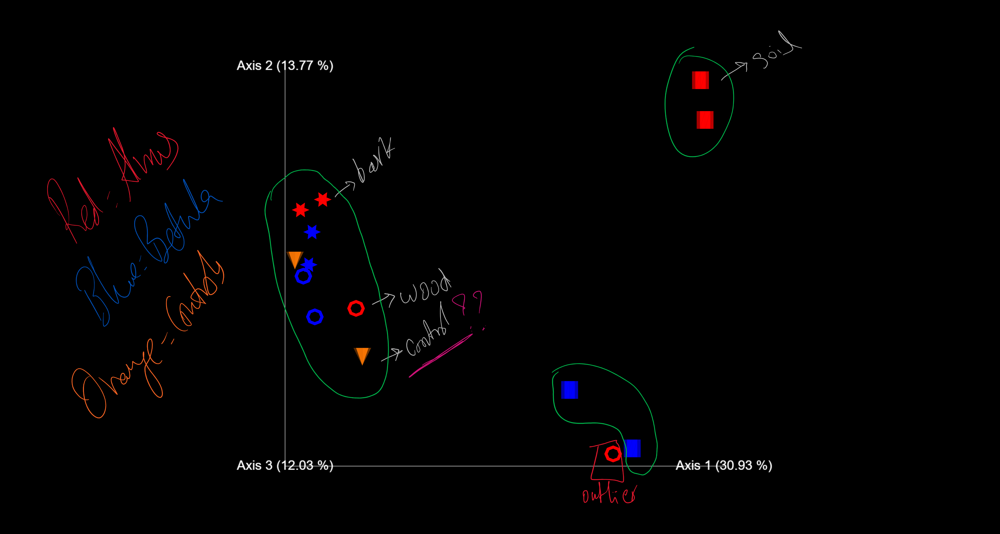 soil
Axis 2 (13.77 %)
Red = Alnus
bark
Blue = Betula
Orange = Controls
wood
Control ??
Axis 3 (12.03 %)
Axis 1 (30.93 %)
outlier